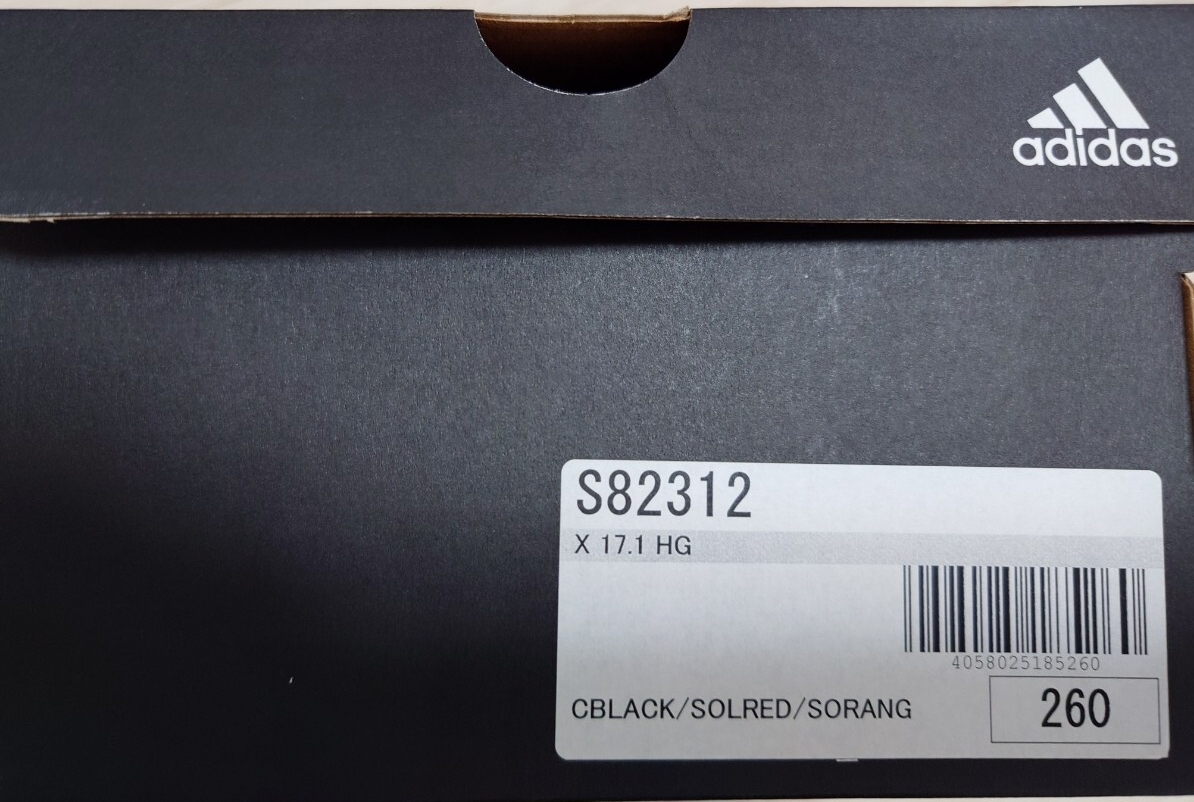 adidas
S82312
X 17.1 HG
4058025185260
CBLACK/SOLRED/SORANG
260